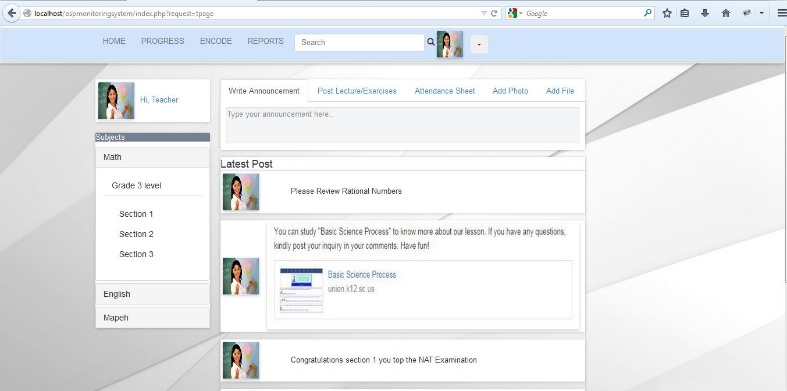 localhost/ospmonitoringsystem/index.php?request=tpage
Google
HOME PROGRESS ENCODE REPORTS Search
Hi, Teacher
Subjects
Math
Grade 3 level
Section 1
Section 2
Section 3
English
Mapeh
Write Announcement Post Lecture/Exercises Attendance Sheet Add Photo Add File
Type your announcement here..
Latest Post
Please Review Rational Numbers
You can study "Basic Science Process" to know more about our lesson. If you have any questions,
kindly post your inquiry in your comments. Have fun!
Basic Science Process
union.k12.sc.us
Congratulations section 1 you top the NAT Examination